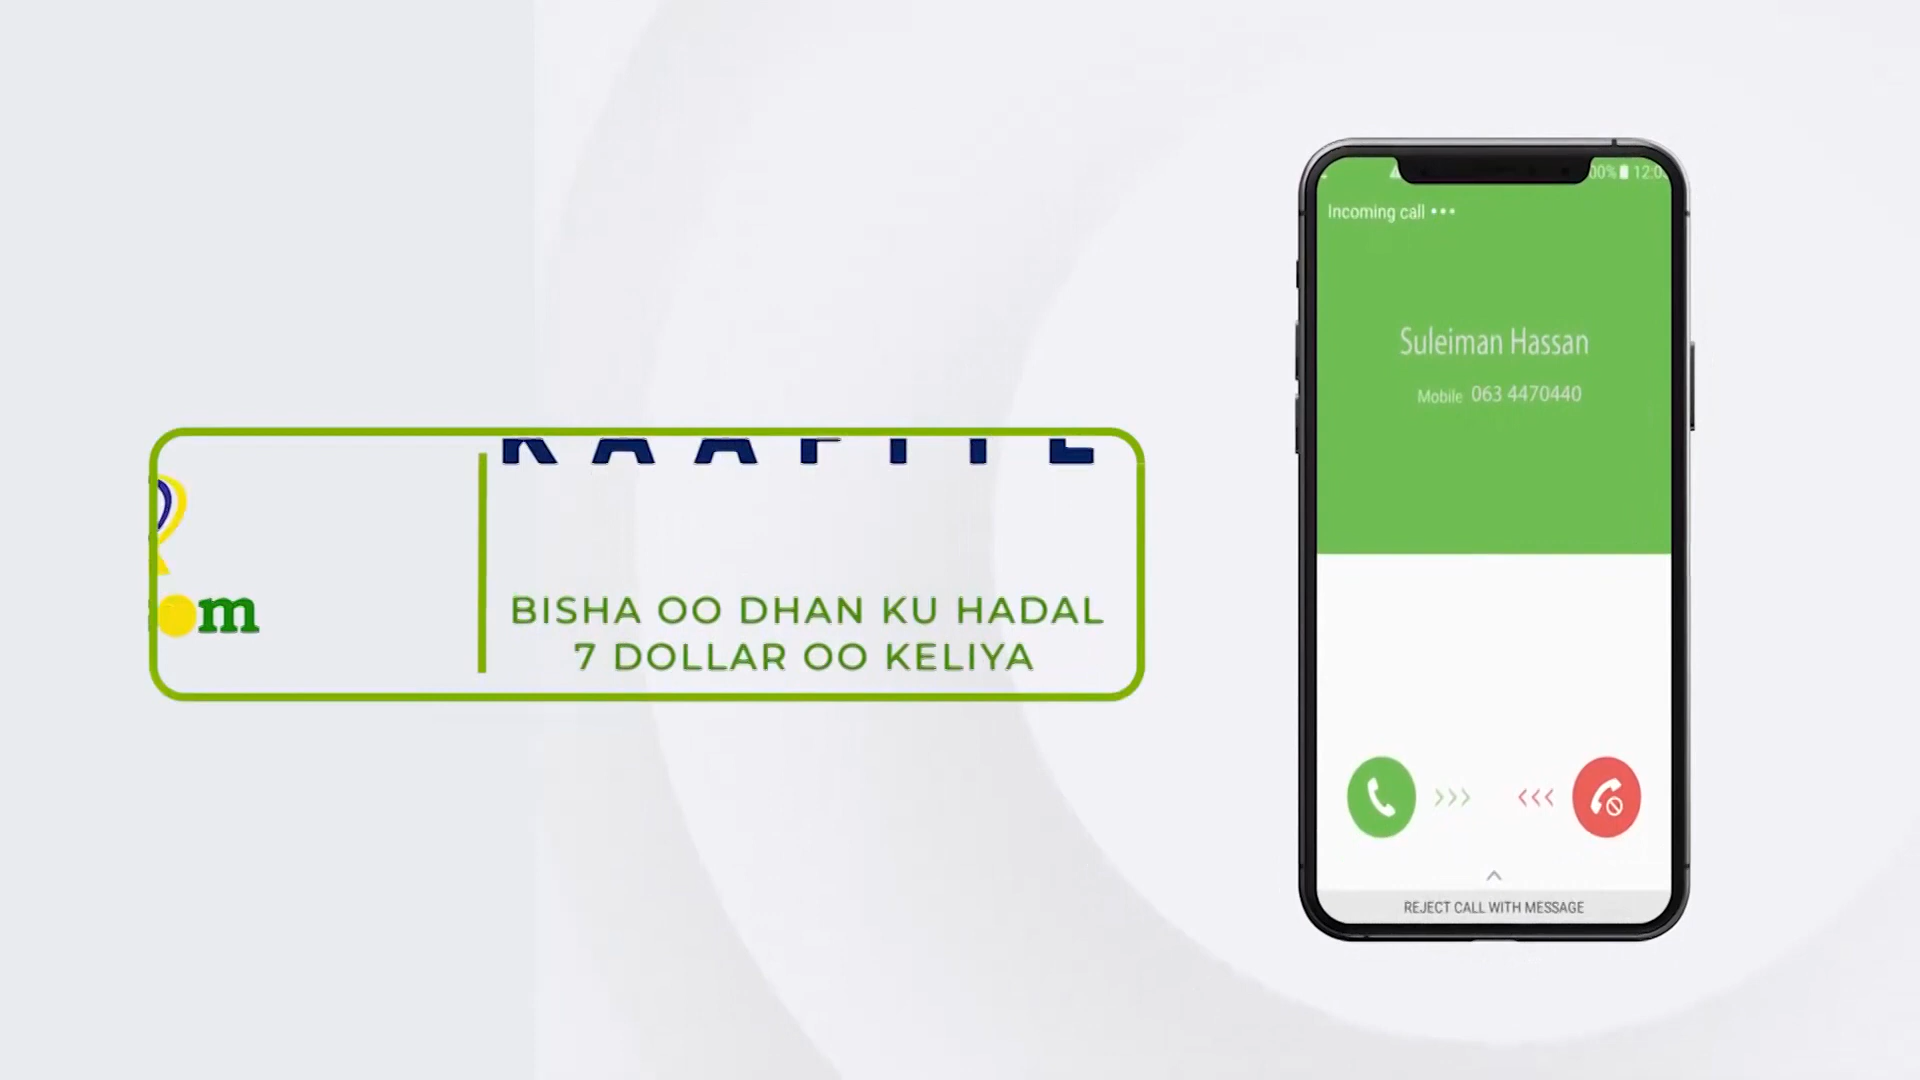 BISHA OO DHAN KU HADAL
7 DOLLAR OO KELIYA
Incoming call •••
Suleiman Hassan
Mobile 063 4470440
REJECT CALL WITH MESSAGE